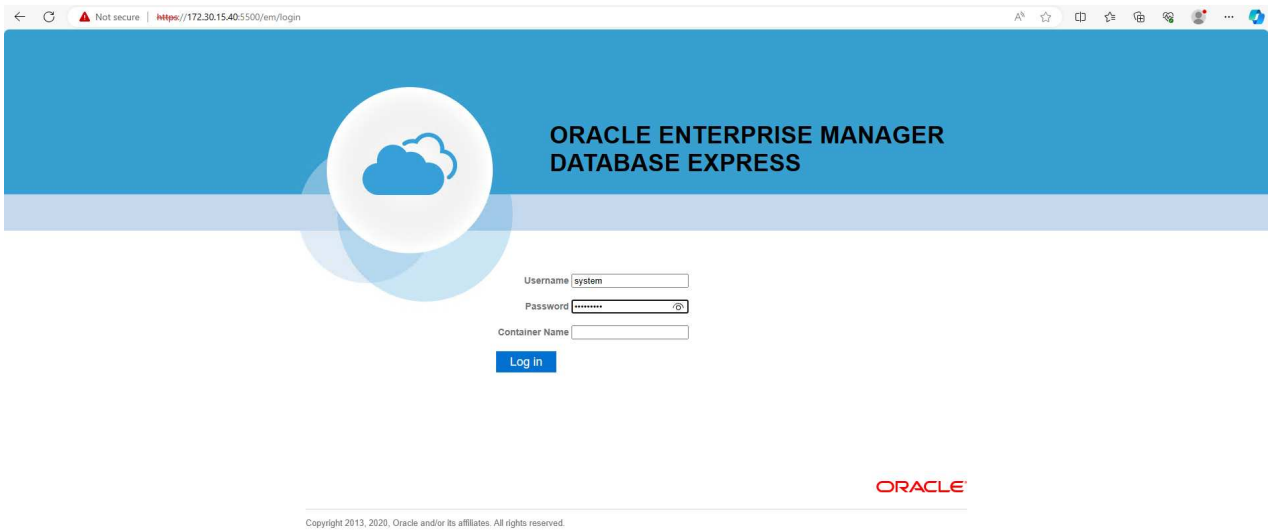 Not secure | https://172.30.15.40:5500/em/login
ORACLE ENTERPRISE MANAGER
DATABASE EXPRESS
Username system
Password •••••••••
Container Name
Log in
ORACLE
Copyright 2013, 2020, Oracle and/or its affiliates. All rights reserved.